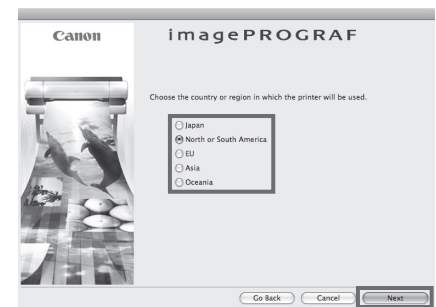 Canon
imagePROGRAF
Choose the country or region in which the printer will be used.
Japan
North or South America
EU
Asia
Oceania
Go Back Cancel Next